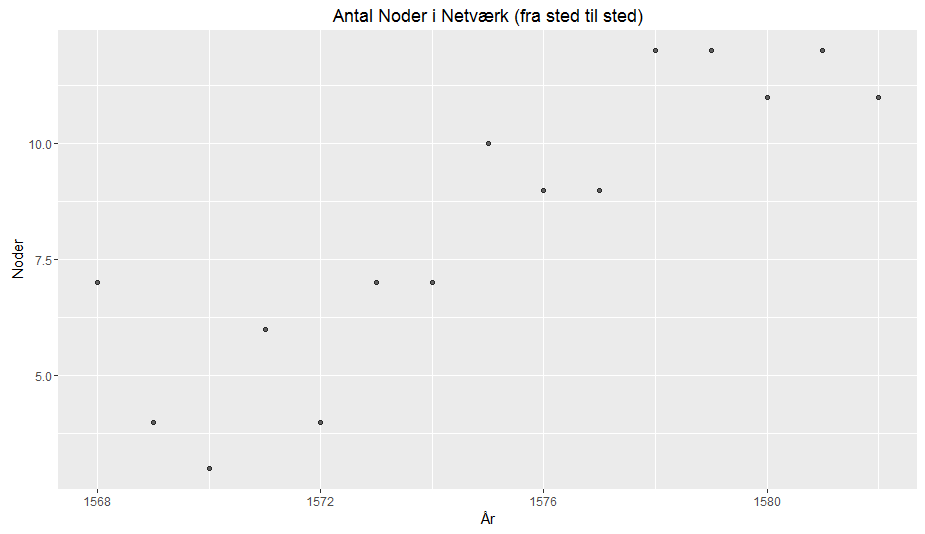 Antal Noder i Netværk (fra sted til sted)
10.0
7.5
5.0
Noder
1568 1572 1576 1580
År